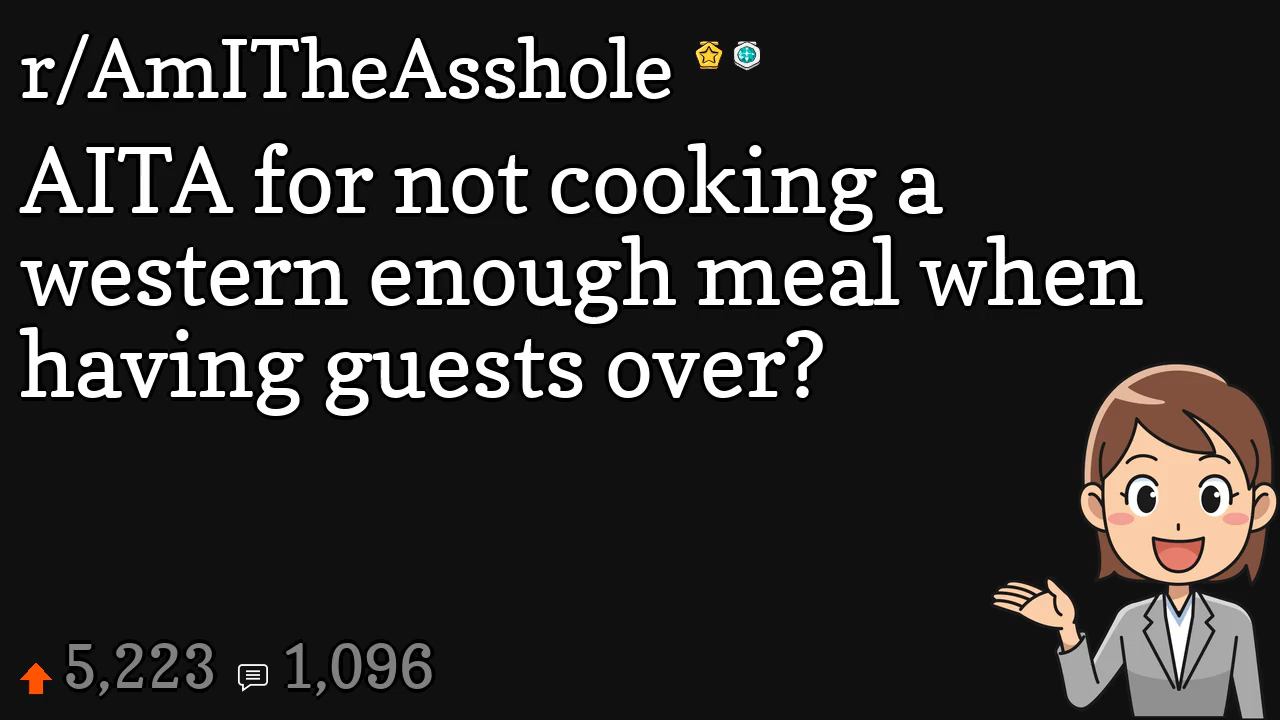 r/AmITheAsshole
AITA for not cooking a
western enough meal when
having guests over?
5,223 1,096